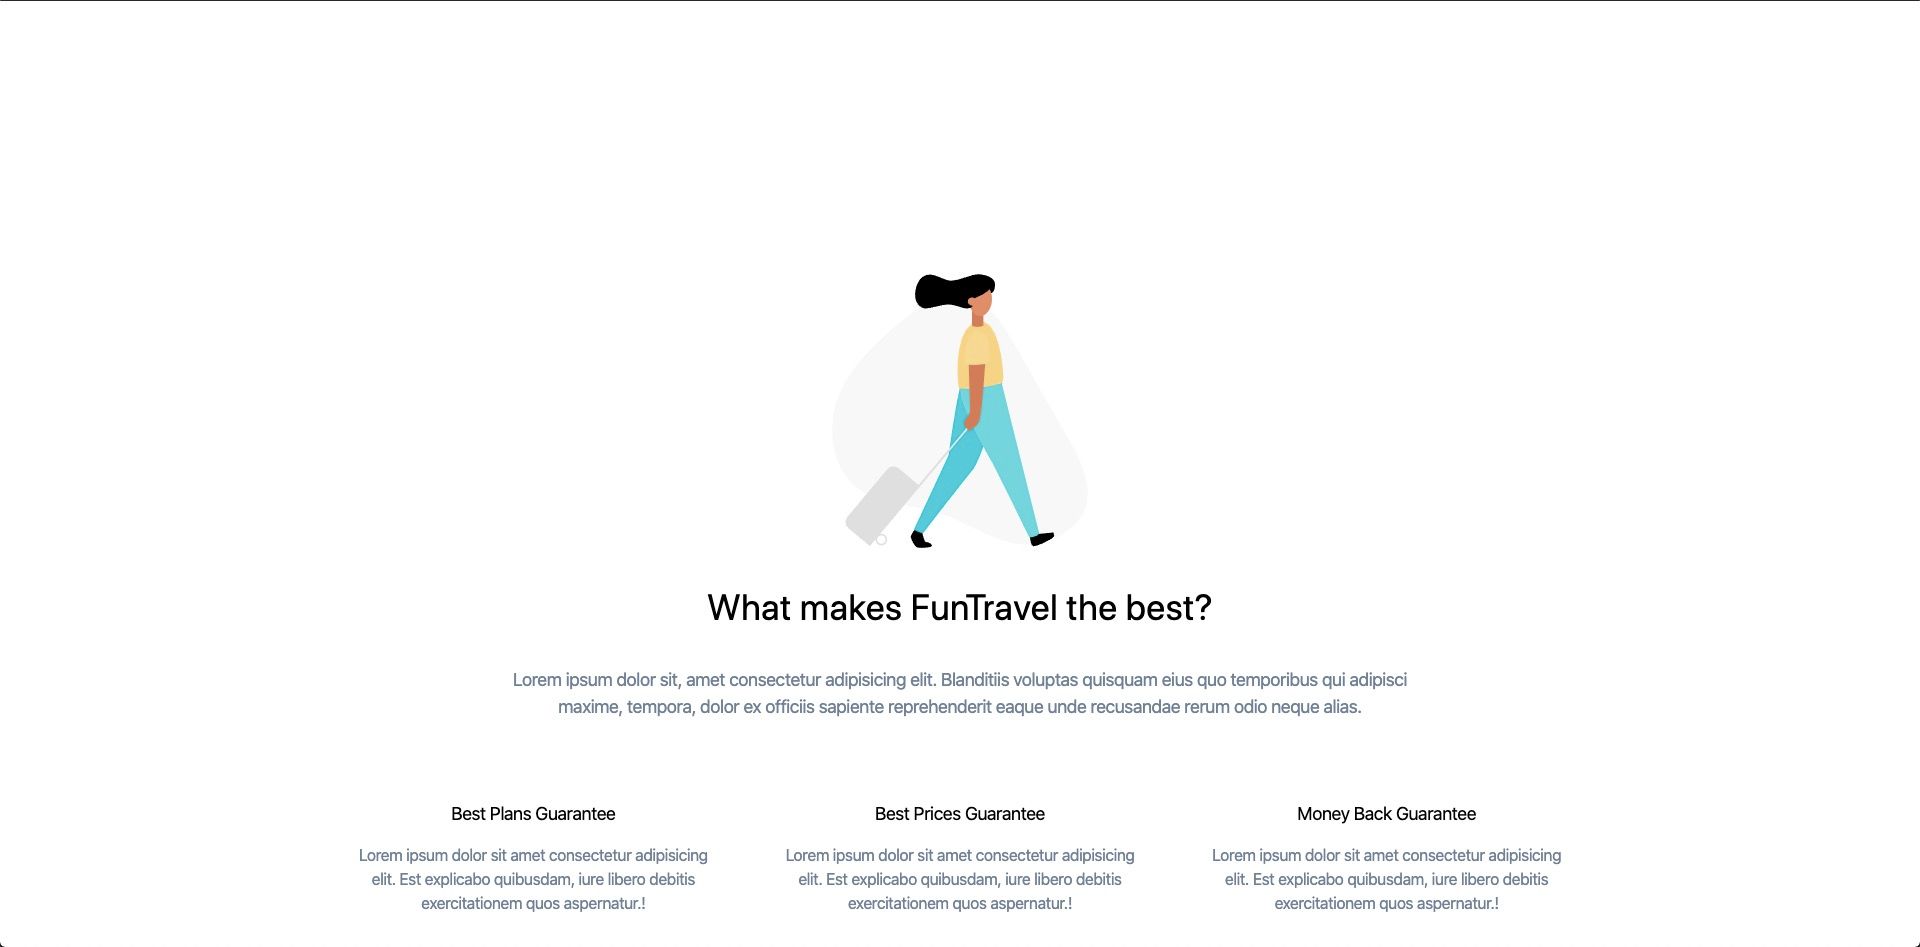 What makes FunTravel the best?
Lorem ipsum dolor sit, amet consectetur adipisicing elit. Blanditiis voluptas quisquam eius quo temporibus qui adipisci
maxime, tempora, dolor ex officiis sapiente reprehenderit eaque unde recusandae rerum odio neque alias.
Best Plans Guarantee
Lorem ipsum dolor sit amet consectetur adipisicing
elit. Est explicabo quibusdam, iure libero debitis
exercitationem quos aspernatur.!
Best Prices Guarantee
Lorem ipsum dolor sit amet consectetur adipisicing
elit. Est explicabo quibusdam, iure libero debitis
exercitationem quos aspernatur.!
Money Back Guarantee
Lorem ipsum dolor sit amet consectetur adipisicing
elit. Est explicabo quibusdam, iure libero debitis
exercitationem quos aspernatur.!